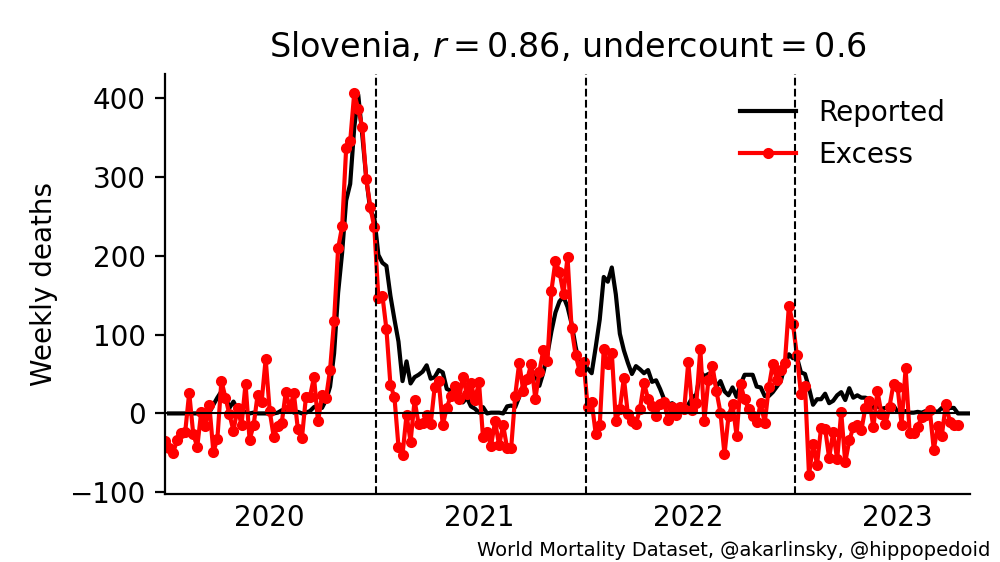 Slovenia, r = 0.86, undercount = 0.6
Weekly deaths
400
300
200
100
0
−100
Reported
Excess
2020 2021 2022 2023
World Mortality Dataset, @akarlinsky, @hippopedoid